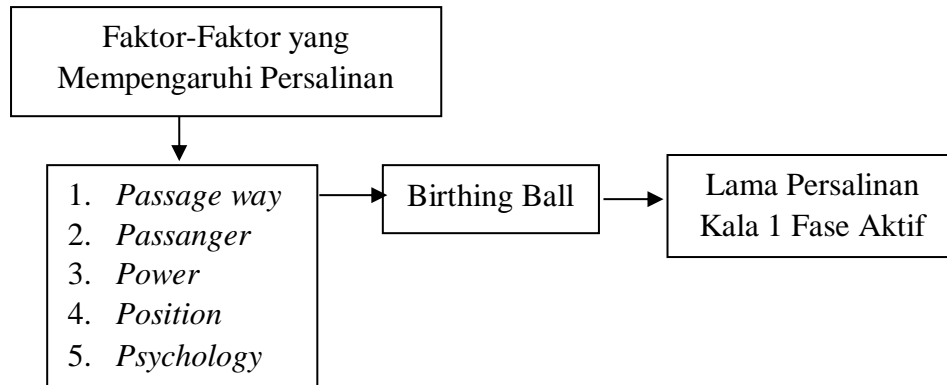 Faktor-Faktor yang
Mempengaruhi Persalinan
1. Passage way
2. Passanger
3. Power
4. Position
5. Psychology
Birthing Ball
Lama Persalinan
Kala 1 Fase Aktif